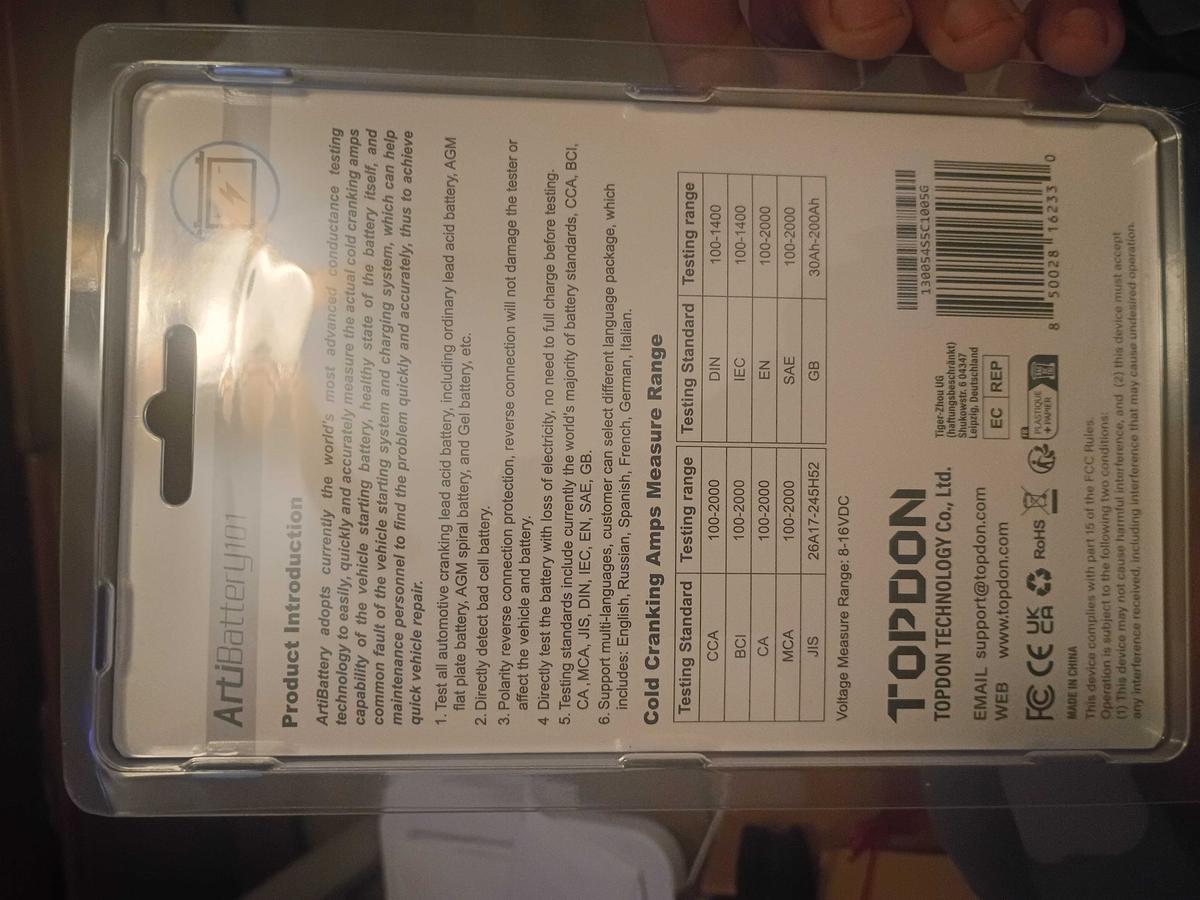 ArtiBattery101
Product Introduction
ArtiBattery adopts currently the world's most advanced conductance testing
technology to easily, quickly and accurately measure the actual cold cranking amps
capability of the vehicle starting battery, healthy state of the battery itself, and
common fault of the vehicle starting system and charging system, which can help
maintenance personnel to find the problem quickly and accurately, thus to achieve
quick vehicle repair.
1. Test all automotive cranking lead acid battery, including ordinary lead acid battery, AGM
flat plate battery, AGM spiral battery, and Gel battery, etc.
2. Directly detect bad cell battery.
3. Polarity reverse connection protection, reverse connection will not damage the tester or
affect the vehicle and battery.
4 Directly test the battery with loss of electricity, no need to full charge before testing.
5. Testing standards include currently the world's majority of battery standards, CCA, BCI,
CA ,MCA, JIS, DIN, IEC, EN, SAE, GB.
6. Support multi-languages, customer can select different language package, which
includes: English, Russian, Spanish, French, German, Italian.
Cold Cranking Amps Measure Range
Testing Standard Testing range Testing Standard Testing range
CCA 100-2000 DIN 100-1400
BCI 100-2000 IEC 100-1400
CA 100-2000 EN 100-2000
MCA 100-2000 SAE 100-2000
JIS 26A17-245H52 GB 30Ah-200Ah
Voltage Measure Range: 8-16VDC
TOPDON
TOPDON TECHNOLOGY Co., Ltd.
EMAIL support@topdon.com
WEB www.topdon.com
FC CE UK CA RoHS
MADE IN CHINA
Tiger-Zhou UG
(haftungsbeschränkt)
Shukowstr. 6 04347
Leipzig, Deutschland
EC REP
FR
PLASTIQUE
+ PAPIER
130054S5C1005G
8 50028 16233 0
This device complies with part 15 of the FCC Rules.
Operation is subject to the following two conditions:
(1) This device may not cause harmful interference, and (2) this device must accept
any interference received, including interference that may cause undesired operation.